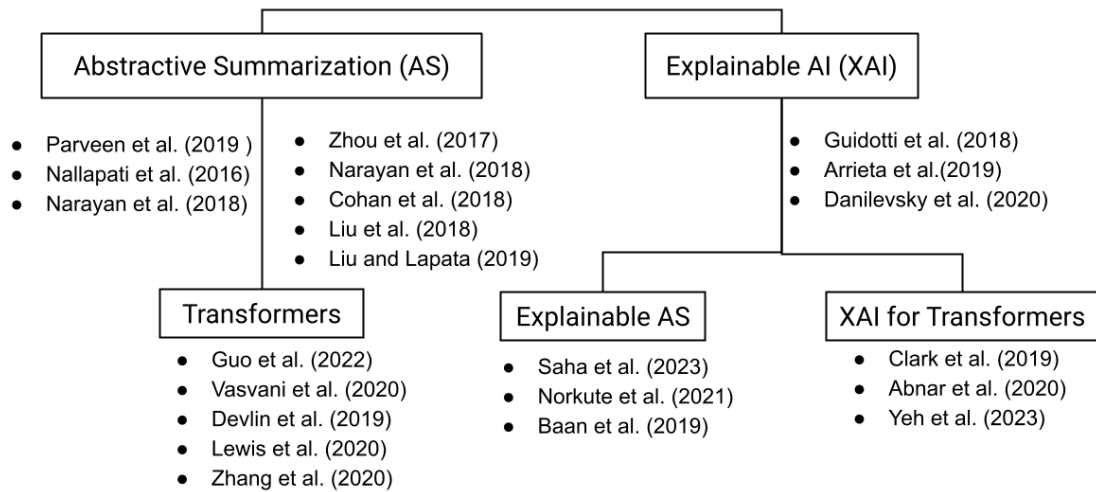 Abstractive Summarization (AS)
Explainable AI (XAI)
● Parveen et al. (2019 )
● Nallapati et al. (2016
● Narayan et al. (2018)
● Zhou et al. (2017)
● Narayan et al. (2018)
● Cohan et al. (2018)
● Liu et al. (2018)
● Liu and Lapata (2019)
● Guidotti et al. (2018)
● Arrieta et al.(2019)
● Danilevsky et al. (2020)
Transformers
● Guo et al. (2022)
● Vasvani et al. (2020)
● Devlin et al. (2019)
● Lewis et al. (2020)
● Zhang et al. (2020)
Explainable AS
● Saha et al. (2023)
● Norkute et al. (2021)
● Baan et al. (2019)
XAI for Transformers
● Clark et al. (2019)
● Abnar et al. (2020)
● Yeh et al. (2023)